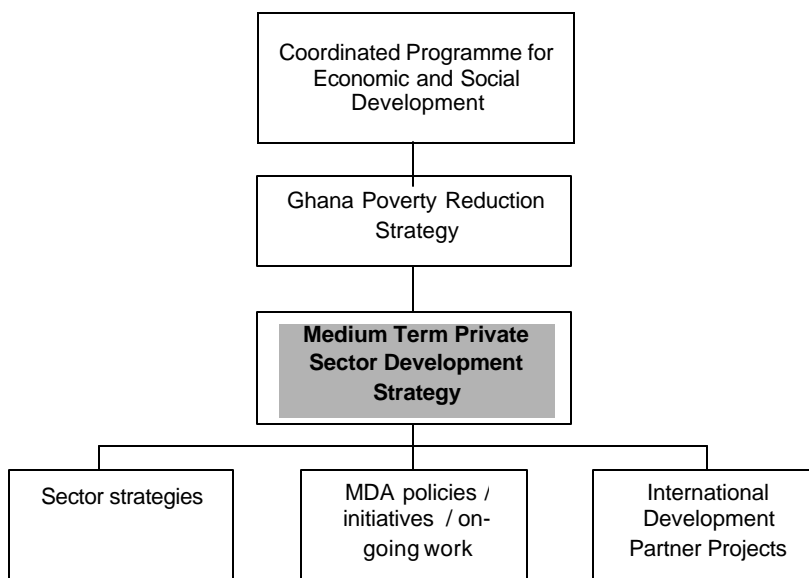 Coordinated Programme for
Economic and Social
Development
Ghana Poverty Reduction
Strategy
Medium Term Private
Sector Development
Strategy
Sector strategies
MDA policies /
initiatives / on-
going work
International
Development
Partner Projects